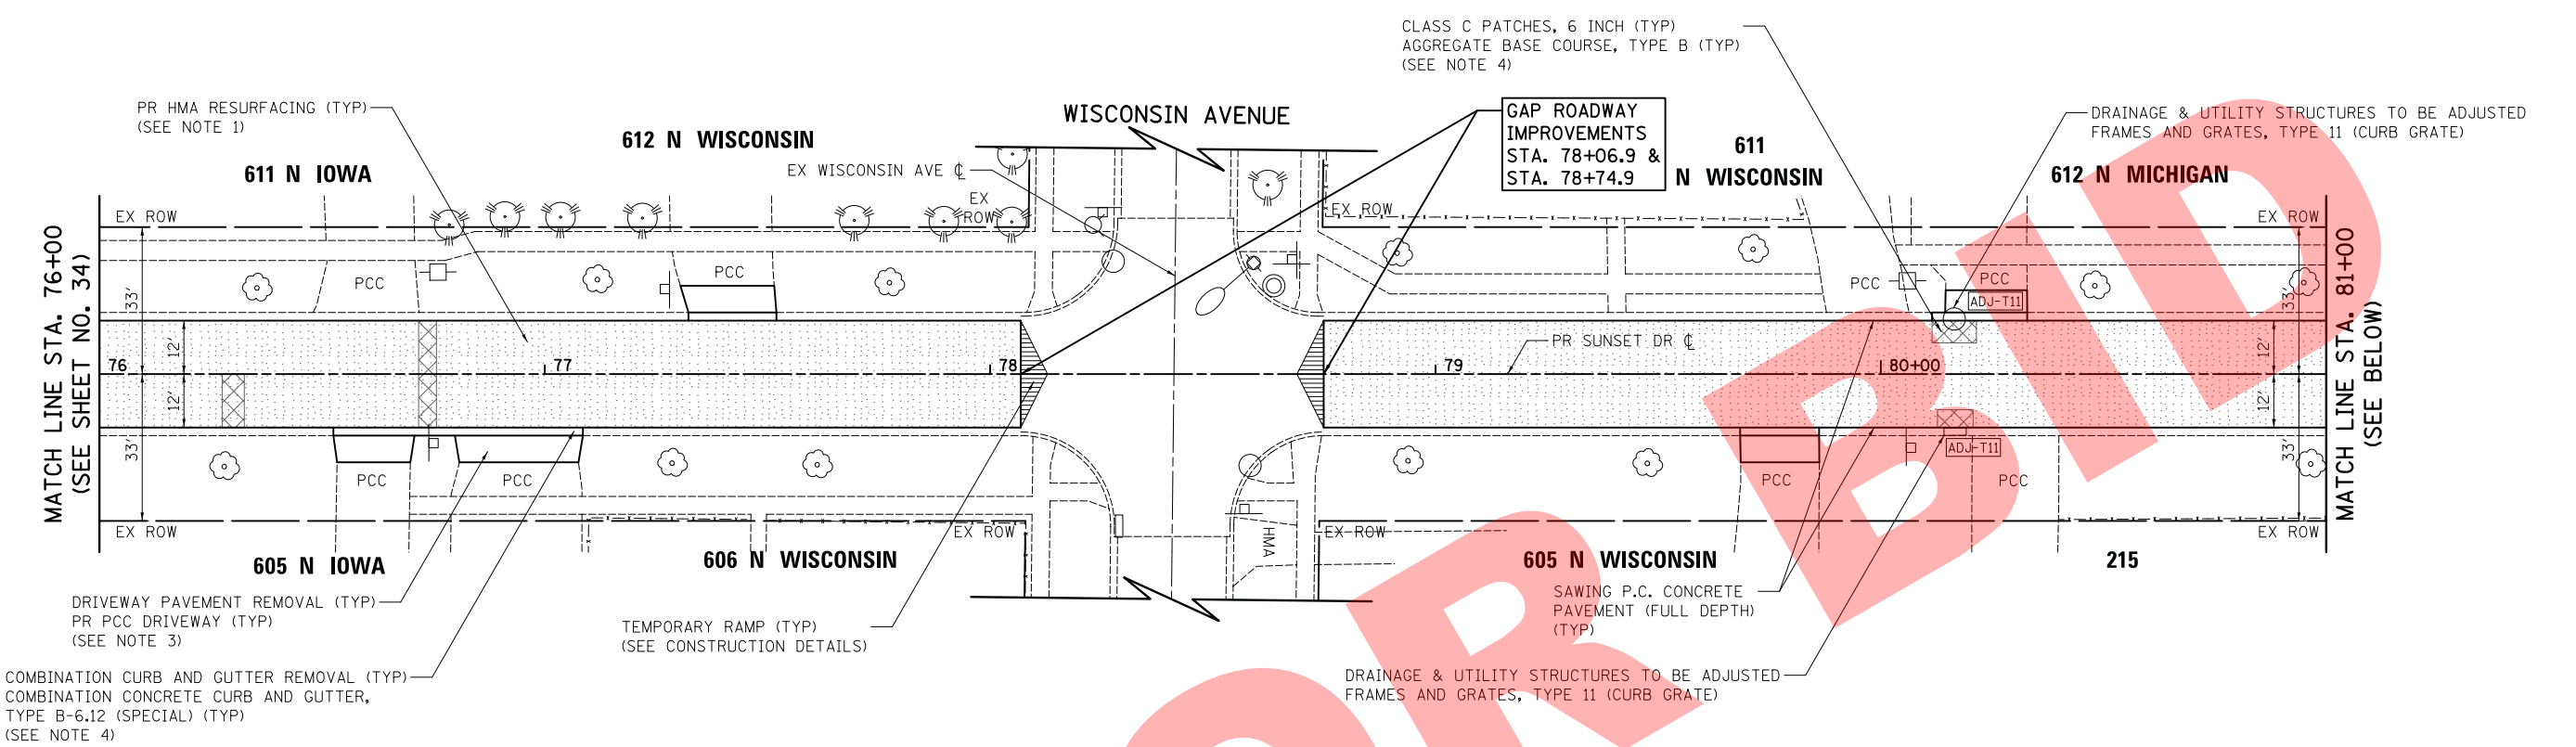 CLASS C PATCHES, 6 INCH (TYP)
AGGREGATE BASE COURSE, TYPE B (TYP)
(SEE NOTE 4)
PR HMA RESURFACING (TYP)
(SEE NOTE 1)
WISCONSIN AVENUE
GAP ROADWAY
IMPROVEMENTS
STA. 78+06.9 &
STA. 78+74.9
DRAINAGE & UTILITY STRUCTURES TO BE ADJUSTED
FRAMES AND GRATES, TYPE 11 (CURB GRATE)
612 N WISCONSIN
611 N IOWA
EX WISCONSIN AVE ℄
611
N WISCONSIN
612 N MICHIGAN
EX ROW
EX
ROW
EX ROW
EX ROW
MATCH LINE STA. 76+00
(SEE SHEET NO. 34)
33'
PCC
PCC
PCC
PCC
ADJ-T11
33'
MATCH LINE STA. 81+00
(SEE BELOW)
12'
PR SUNSET DR ℄
12'
76
77
78
79
80+00
12'
12'
33'
PCC
PCC
HMA
PCC
ADJ-T11
PCC
33'
EX ROW
EX ROW
EX ROW
EX ROW
605 N IOWA
606 N WISCONSIN
605 N WISCONSIN
215
DRIVEWAY PAVEMENT REMOVAL (TYP)
PR PCC DRIVEWAY (TYP)
(SEE NOTE 3)
TEMPORARY RAMP (TYP)
(SEE CONSTRUCTION DETAILS)
SAWING P.C. CONCRETE
PAVEMENT (FULL DEPTH)
(TYP)
COMBINATION CURB AND GUTTER REMOVAL (TYP)
COMBINATION CONCRETE CURB AND GUTTER,
TYPE B-6.12 (SPECIAL) (TYP)
(SEE NOTE 4)
DRAINAGE & UTILITY STRUCTURES TO BE ADJUSTED
FRAMES AND GRATES, TYPE 11 (CURB GRATE)
OR BID